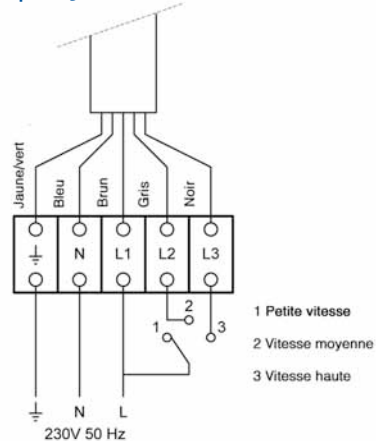 Jaune/vert
Bleu
Brun
Gris
Noir
N L1 L2 L3
2
1 3
1 Petite vitesse
2 Vitesse moyenne
3 Vitesse haute
N L
230V 50 Hz